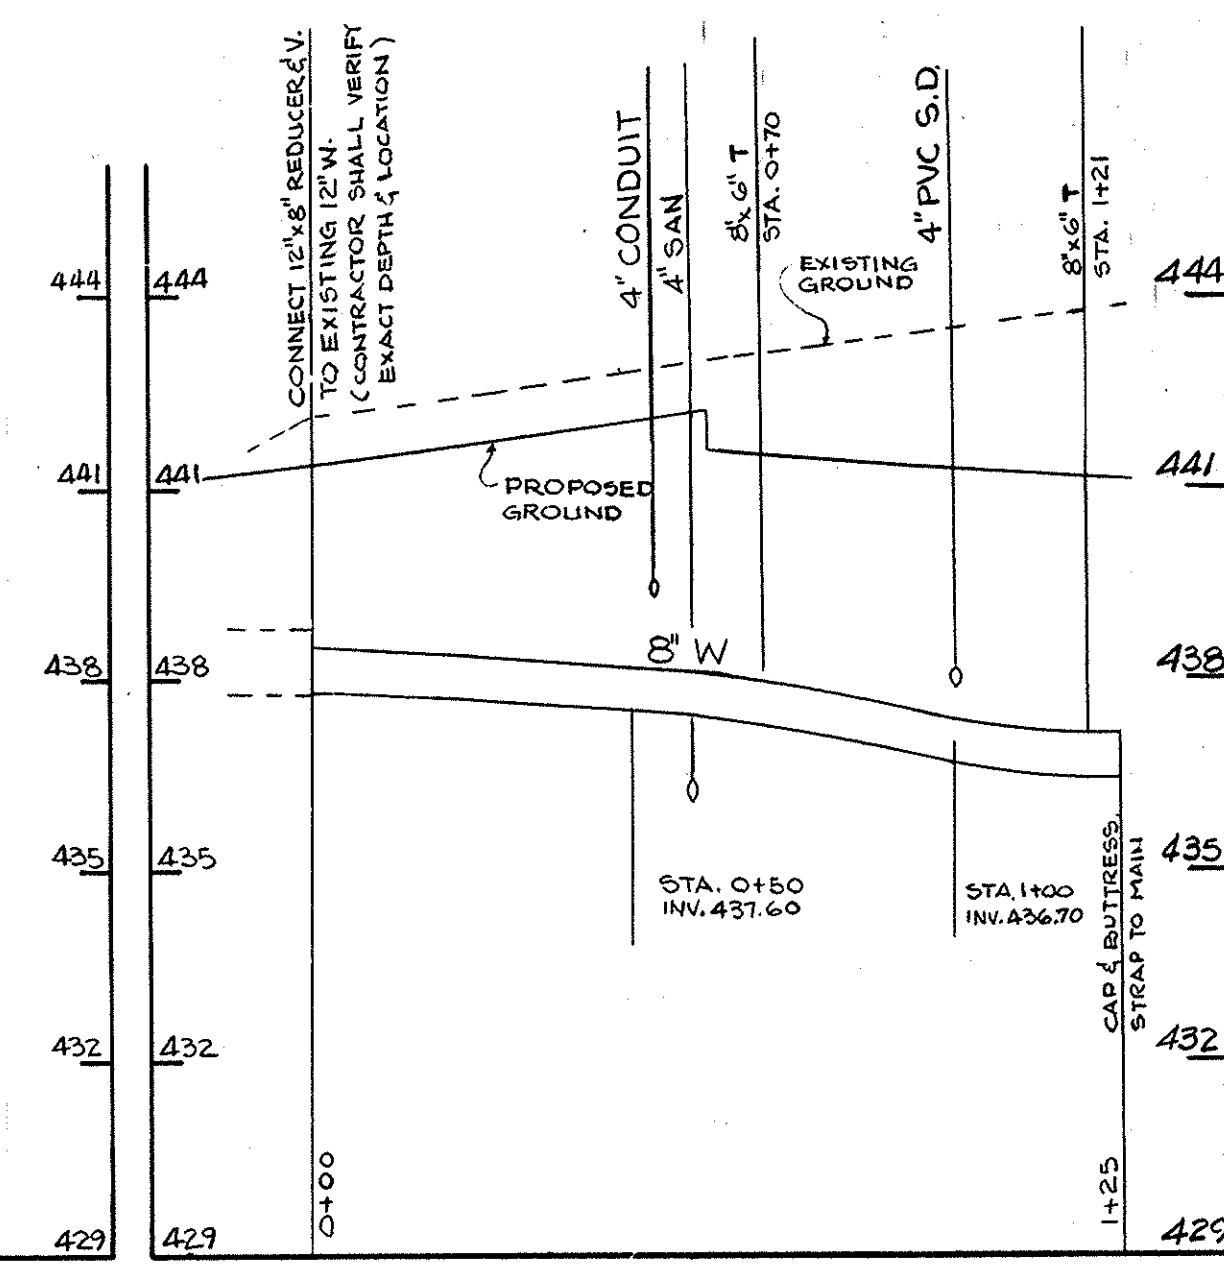 CONNECT 12"x8" REDUCER & V.
TO EXISTING 12" W.
(CONTRACTOR SHALL VERIFY
EXACT DEPTH & LOCATION)
4" CONDUIT
4" SAN
8"x6" T
STA. 0+70
4" PVC S.D.
8"x6" T
STA. 1+21
EXISTING
GROUND
444 444 444
441 441 441
PROPOSED
GROUND
8" W
438 438 438
435 435 435
STA. 0+50
INV. 437.60
STA. 1+00
INV. 436.70
CAP & BUTTRESS.
STRAP TO MAIN
432 432 432
0+00
1+25
429 429 429